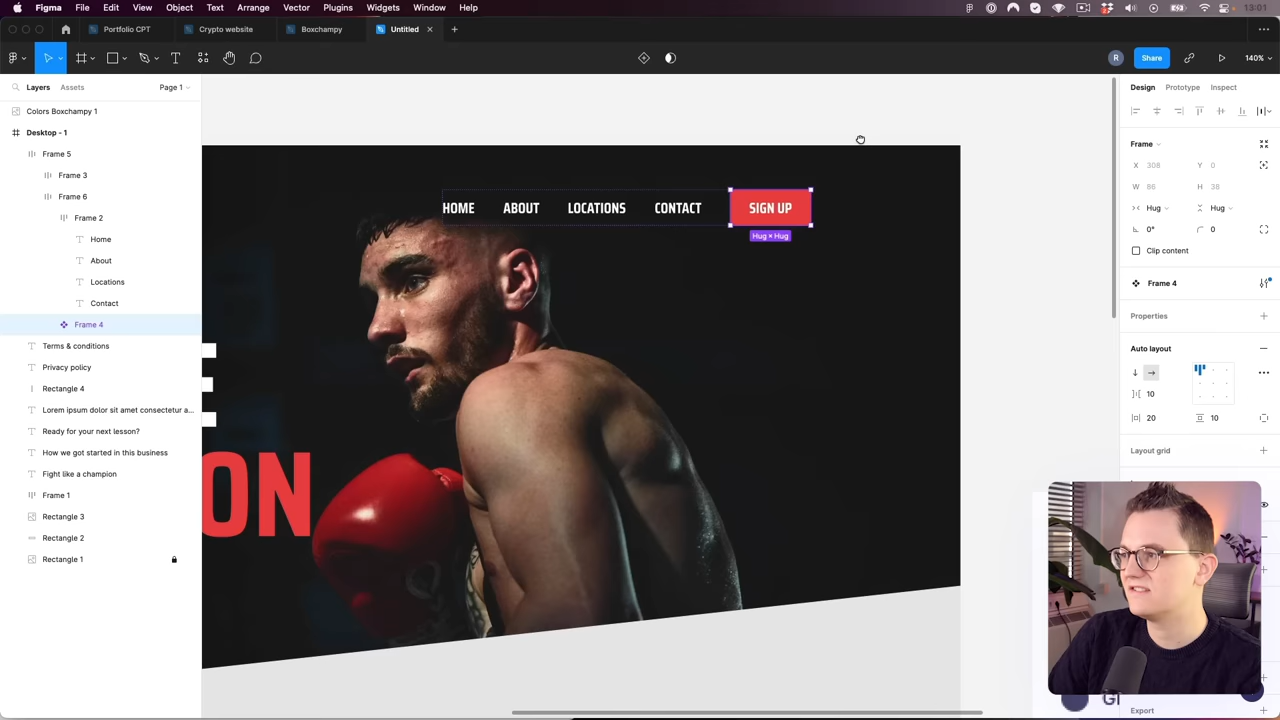 Figma File Edit View Object Text Arrange Vector Plugins Widgets Window Help 13:01
Portfolio CPT Crypto website Boxchampy Untitled
R Share 140%
Layers Assets Page 1 Design Prototype Inspect
Colors Boxchampy 1
Desktop - 1
Frame 5
Frame 3
Frame 6
Frame 2
Home
About
Locations
Contact
Frame 4
Terms & conditions
Privacy policy
Rectangle 4
Lorem ipsum dolor sit amet consectetur a...
Ready for your next lesson?
How we got started in this business
Fight like a champion
Frame 1
Rectangle 3
Rectangle 2
Rectangle 1
HOME ABOUT LOCATIONS CONTACT SIGN UP
Hug × Hug
ON
Frame
X 308 Y 0
W 86 H 38
Hug Hug
0° 0
Clip content
Frame 4
Properties
Auto layout
10
20 10
Layout grid
Export